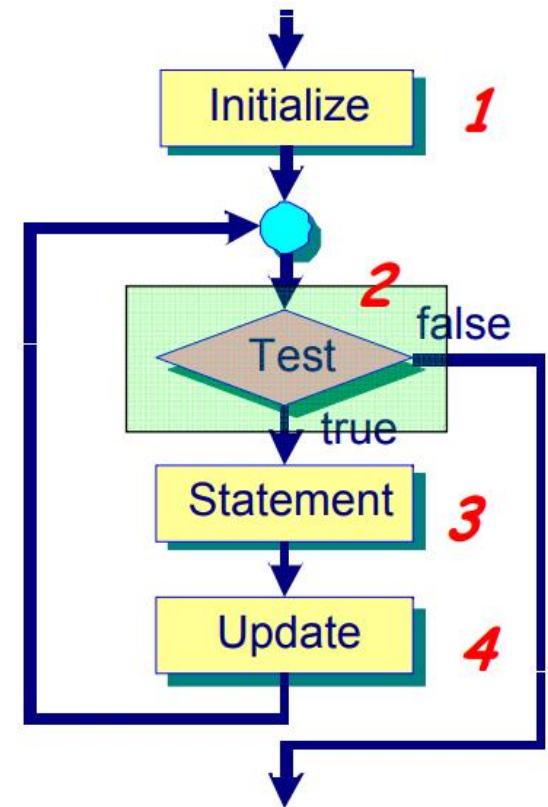 Initialize 1
2
false
Test
true
Statement 3
Update 4